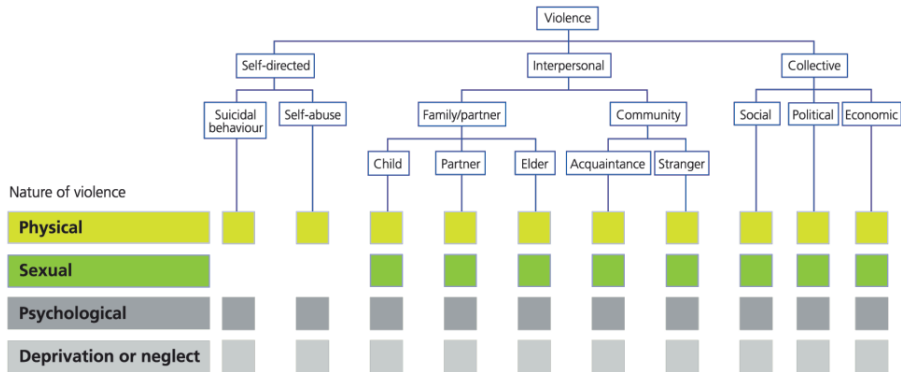 Violence
Self-directed
Interpersonal
Collective
Suicidal
behaviour
Self-abuse
Family/partner
Community
Social
Political
Economic
Child
Partner
Elder
Acquaintance
Stranger
Nature of violence
Physical
Sexual
Psychological
Deprivation or neglect